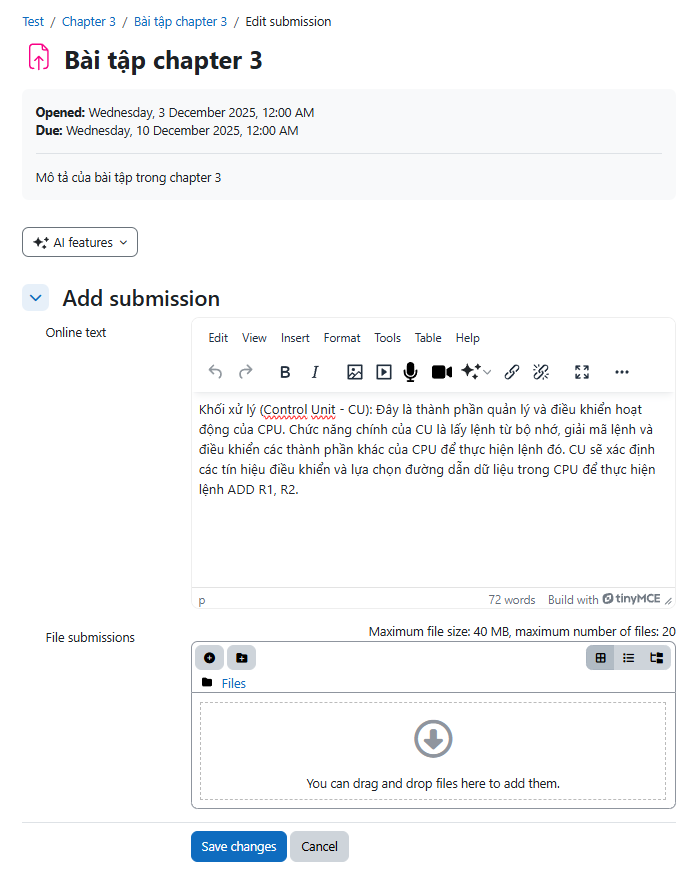 Test / Chapter 3 / Bài tập chapter 3 / Edit submission
Bài tập chapter 3
Opened: Wednesday, 3 December 2025, 12:00 AM
Due: Wednesday, 10 December 2025, 12:00 AM
Mô tả của bài tập trong chapter 3
AI features
Add submission
Online text
Edit View Insert Format Tools Table Help
B I
Khối xử lý (Control Unit - CU): Đây là thành phần quản lý và điều khiển hoạt
động của CPU. Chức năng chính của CU là lấy lệnh từ bộ nhớ, giải mã lệnh và
điều khiển các thành phần khác của CPU để thực hiện lệnh đó. CU sẽ xác định
các tín hiệu điều khiển và lựa chọn đường dẫn dữ liệu trong CPU để thực hiện
lệnh ADD R1, R2.
p 72 words Build with tinyMCE
File submissions
Maximum file size: 40 MB, maximum number of files: 20
Files
You can drag and drop files here to add them.
Save changes Cancel